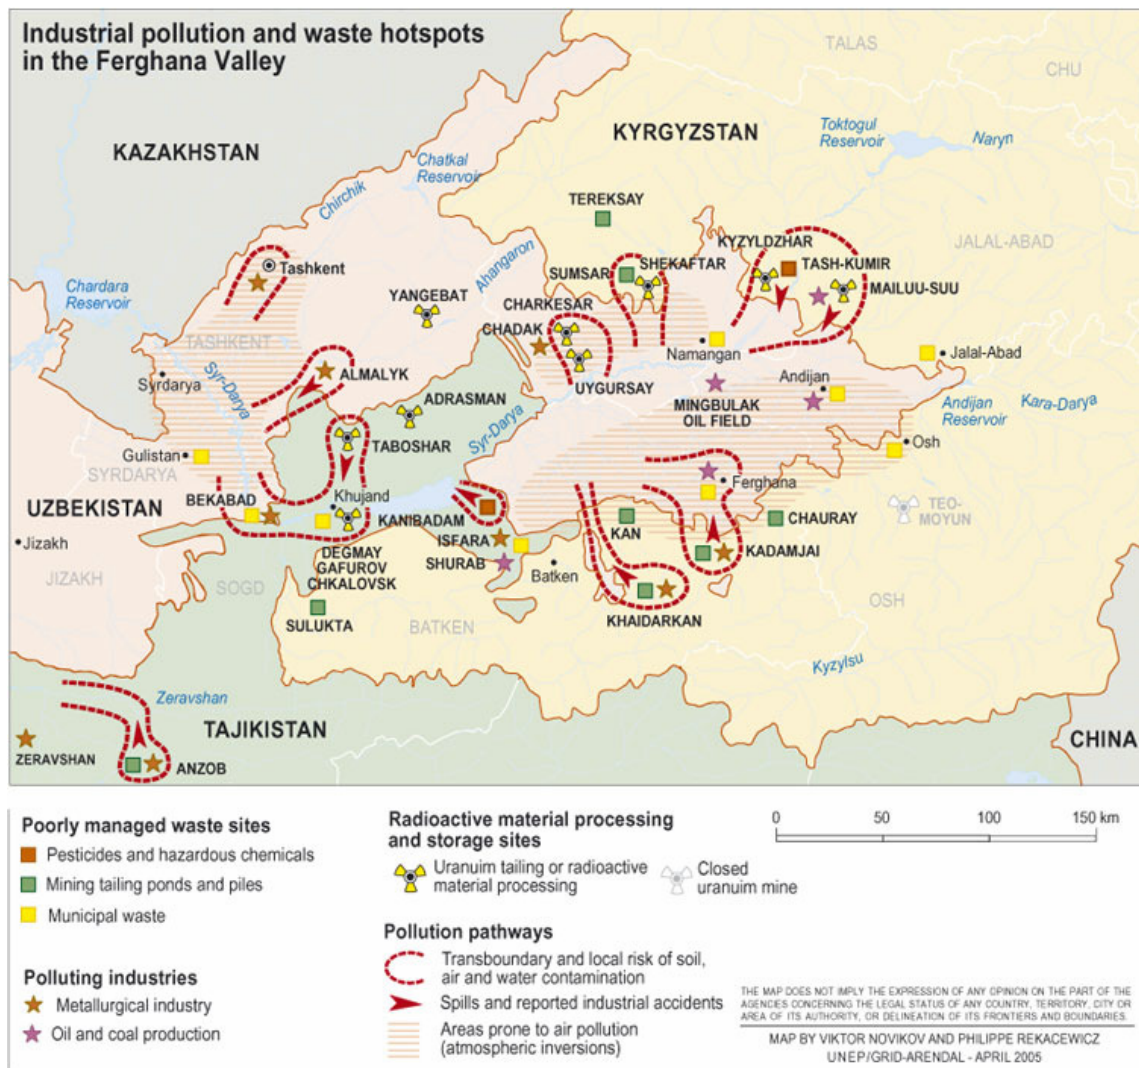 Industrial pollution and waste hotspots
in the Ferghana Valley
TALAS
CHU
KAZAKHSTAN
KYRGYZSTAN
Toktogul
Reservoir
Naryn
Chatkal
Reservoir
Chirchik
TEREKSAY
JALAL-ABAD
Chardara
Reservoir
Tashkent
Ahangaron
SUMSAR
SHEKAFTAR
KYZYLDZHAR
TASH-KUMIR
MAILUU-SUU
YANGEBAT
CHARKESAR
CHADAK
TASHKENT
Namangan
Jalal-Abad
Syrdarya
Syr-Darya
ALMALYK
UYGURSAY
MINGBULAK
OIL FIELD
Andijan
Andijan
Reservoir
Kara-Darya
ADRASMAN
Syr-Darya
TABOSHAR
Osh
Gulistan
SYRDARYA
Ferghana
UZBEKISTAN
BEKABAD
Khujand
KANIBADAM
TEO-
MOYUN
Jizakh
ISFARA
KAN
CHAURAY
DEGMAY
GAFUROV
CHKALOVSK
SHURAB
Batken
KADAMJAI
JIZAKH
SOGD
OSH
SULUKTA
BATKEN
KHAIDARKAN
Kyzylsu
Zeravshan
TAJIKISTAN
CHINA
ZERAVSHAN
ANZOB
Poorly managed waste sites
Pesticides and hazardous chemicals
Mining tailing ponds and piles
Municipal waste
Polluting industries
Metallurgical industry
Oil and coal production
Radioactive material processing
and storage sites
Uranuim tailing or radioactive
material processing
Closed
uranuim mine
Pollution pathways
Transboundary and local risk of soil,
air and water contamination
Spills and reported industrial accidents
Areas prone to air pollution
(atmospheric inversions)
0 50 100 150 km
THE MAP DOES NOT IMPLY THE EXPRESSION OF ANY OPINION ON THE PART OF THE
AGENCIES CONCERNING THE LEGAL STATUS OF ANY COUNTRY, TERRITORY, CITY OR
AREA OF ITS AUTHORITY, OR DELINEATION OF ITS FRONTIERS AND BOUNDARIES.
MAP BY VIKTOR NOVIKOV AND PHILIPPE REKACEWICZ
UNEP/GRID-ARENDAL - APRIL 2005